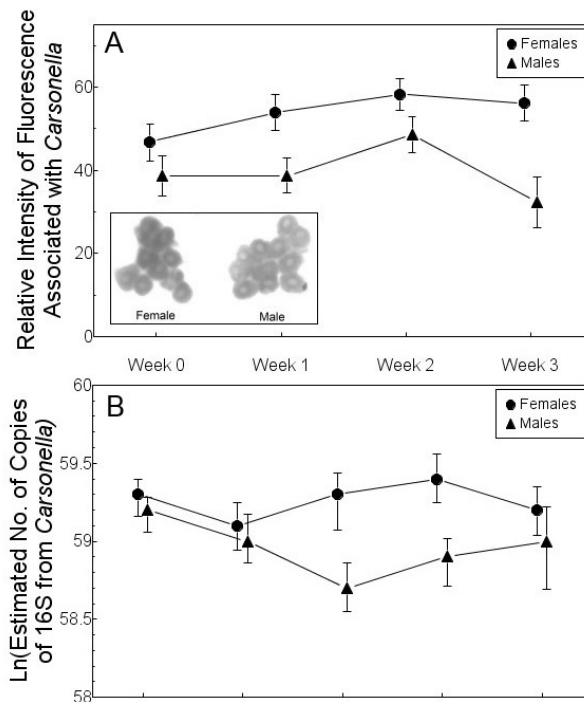 A
Females
Males
Relative Intensity of Fluorescence
Associated with Carsonella
60
40
20
0
Female
Male
Week 0
Week 1
Week 2
Week 3
B
Females
Males
Ln(Estimated No. of Copies
of 16S from Carsonella)
60
59.5
59
58.5
58